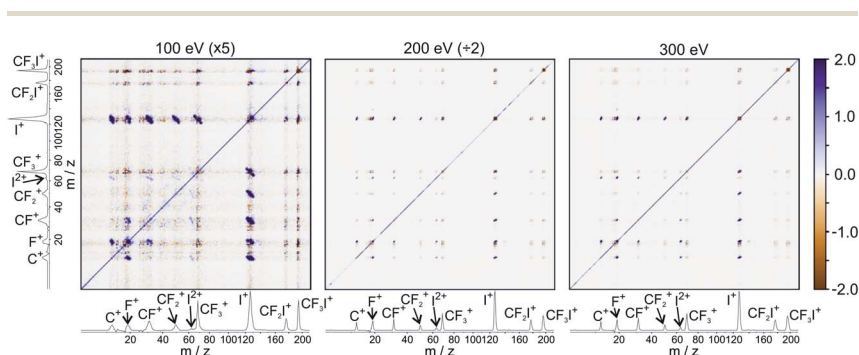 100 eV (x5)
200 eV (÷2)
300 eV
CF₃I⁺
CF₂I⁺
I⁺
CF₃⁺
I²⁺
CF₂⁺
CF⁺
F⁺
C⁺
200
160
120
100
80
60
40
20
m / z
2.0
1.0
0.0
-1.0
-2.0
C⁺ F⁺ CF⁺ CF₂⁺ I²⁺ CF₃⁺ I⁺ CF₂I⁺ CF₃I⁺
20 40 60 80 100 120 160 200
m / z
C⁺ F⁺ CF⁺ CF₂⁺ I²⁺ CF₃⁺ I⁺ CF₂I⁺ CF₃I⁺
20 40 60 80 100 120 160 200
m / z
C⁺ F⁺ CF⁺ CF₂⁺ I²⁺ CF₃⁺ I⁺ CF₂I⁺ CF₃I⁺
20 40 60 80 100 120 160 200
m / z